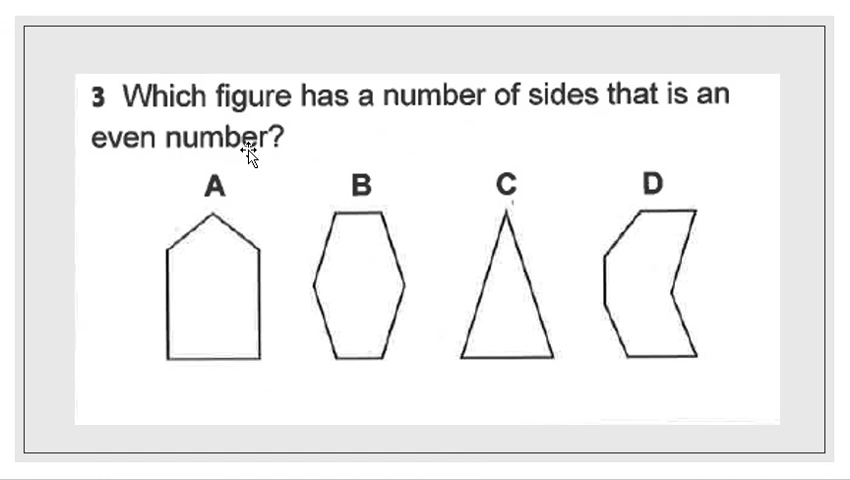 3 Which figure has a number of sides that is an
even number?
A B C D